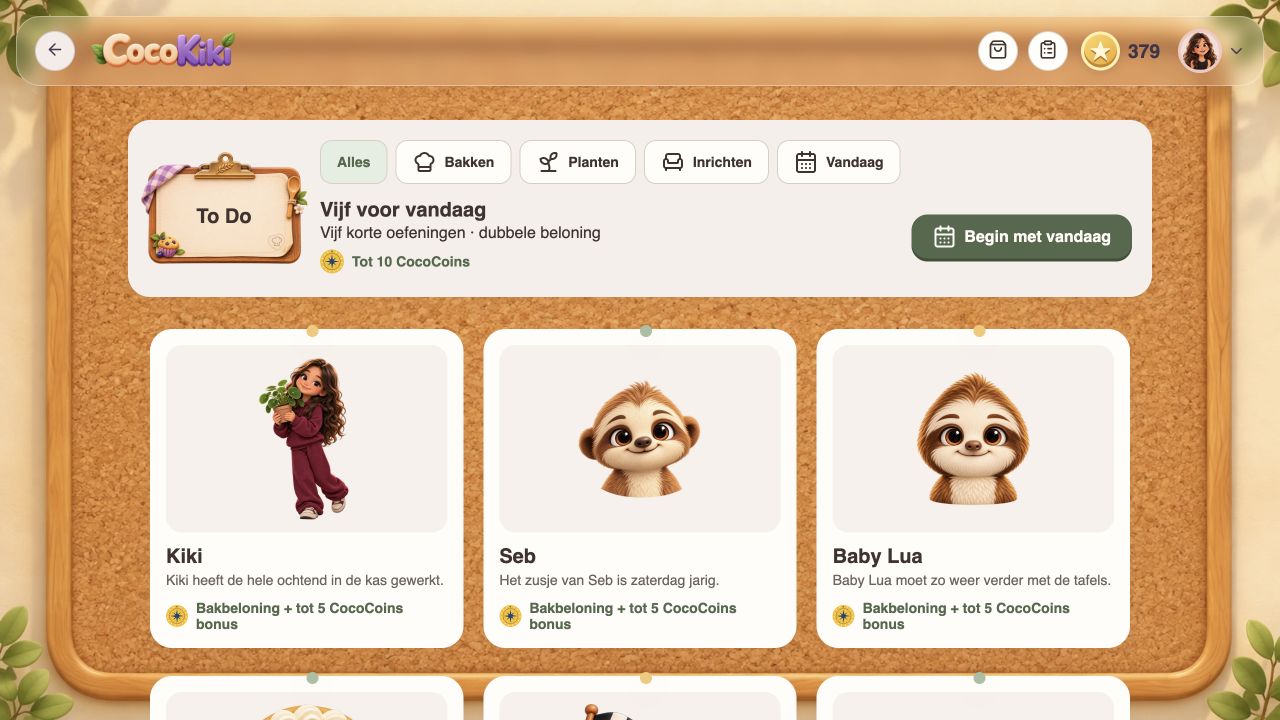 CocoKiki
379
Alles
Bakken
Planten
Inrichten
Vandaag
To Do
Vijf voor vandaag
Vijf korte oefeningen · dubbele beloning
Tot 10 CocoCoins
Begin met vandaag
Kiki
Kiki heeft de hele ochtend in de kas gewerkt.
Bakbeloning + tot 5 CocoCoins
bonus
Seb
Het zusje van Seb is zaterdag jarig.
Bakbeloning + tot 5 CocoCoins
bonus
Baby Lua
Baby Lua moet zo weer verder met de tafels.
Bakbeloning + tot 5 CocoCoins
bonus